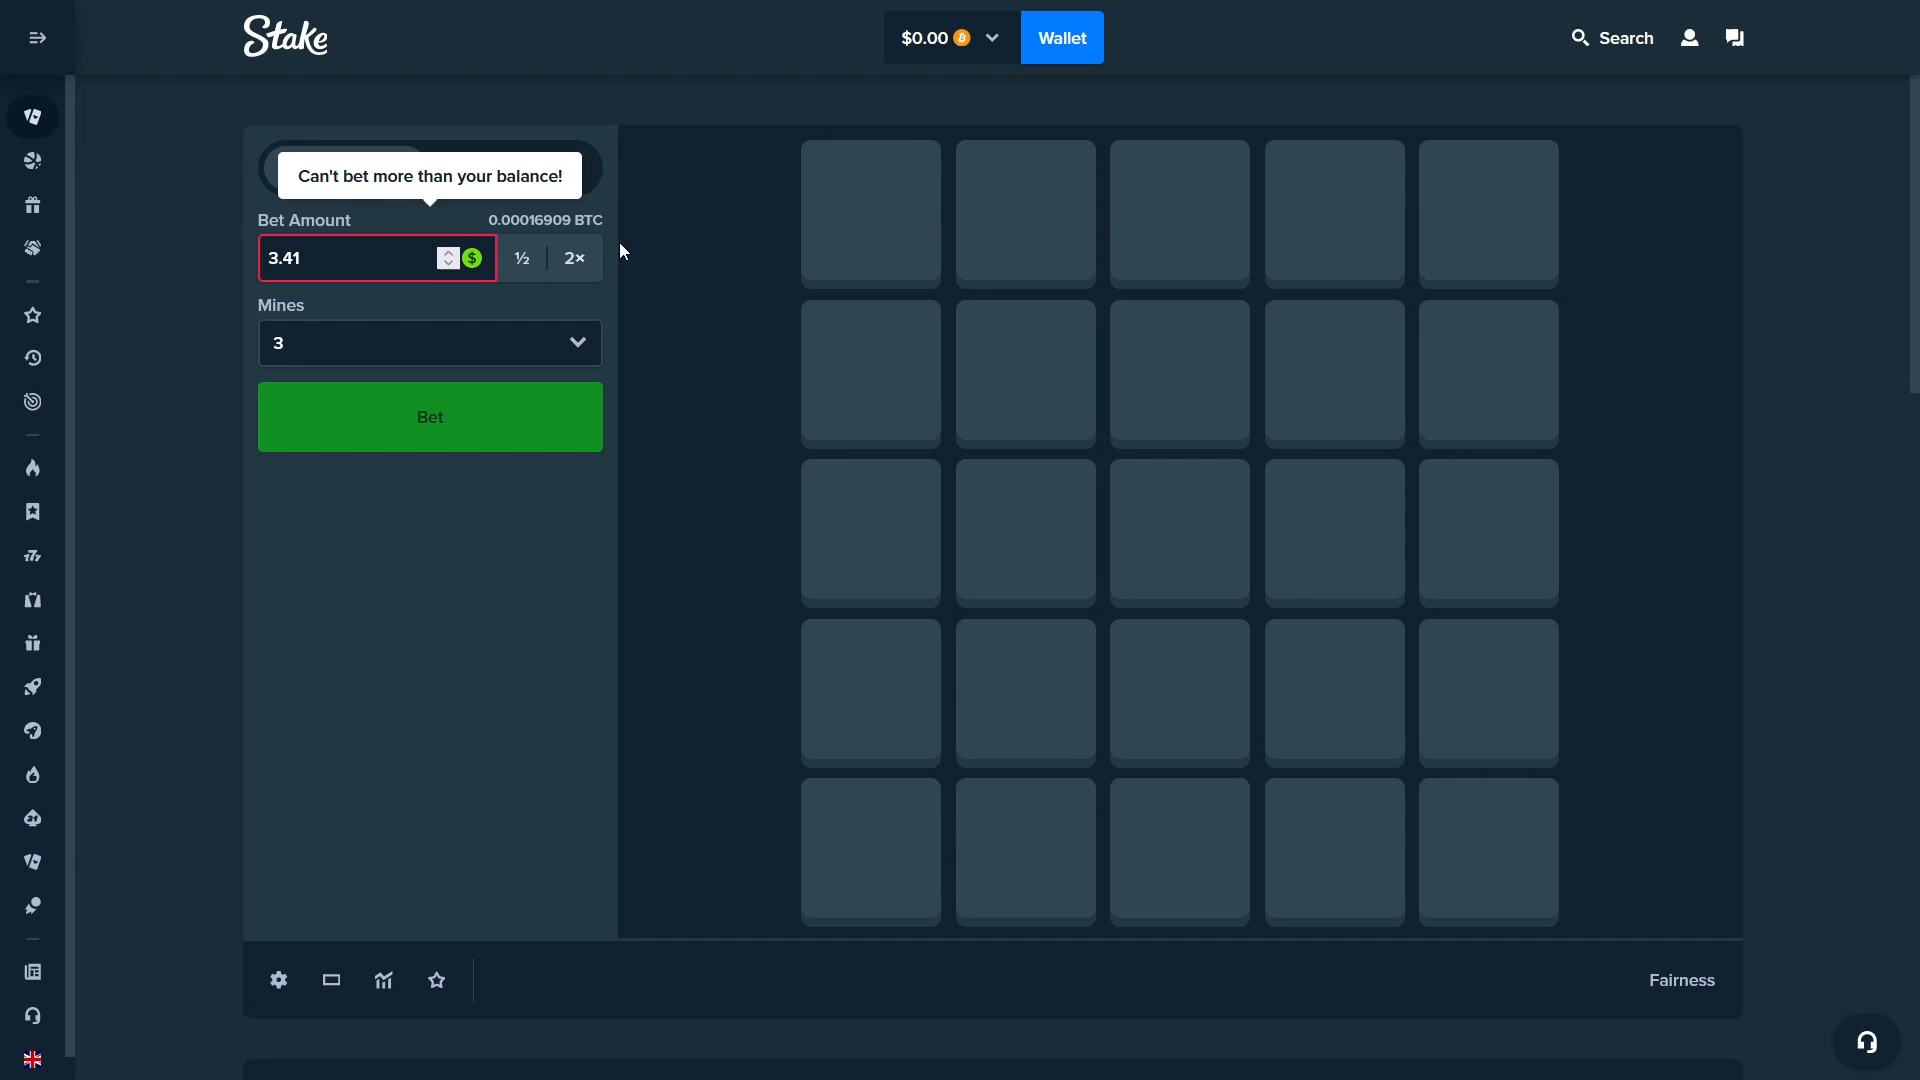 Stake
$0.00
Wallet
Search
Can't bet more than your balance!
Bet Amount
0.00016909 BTC
3.41
$
½
2×
Mines
3
Bet
Fairness